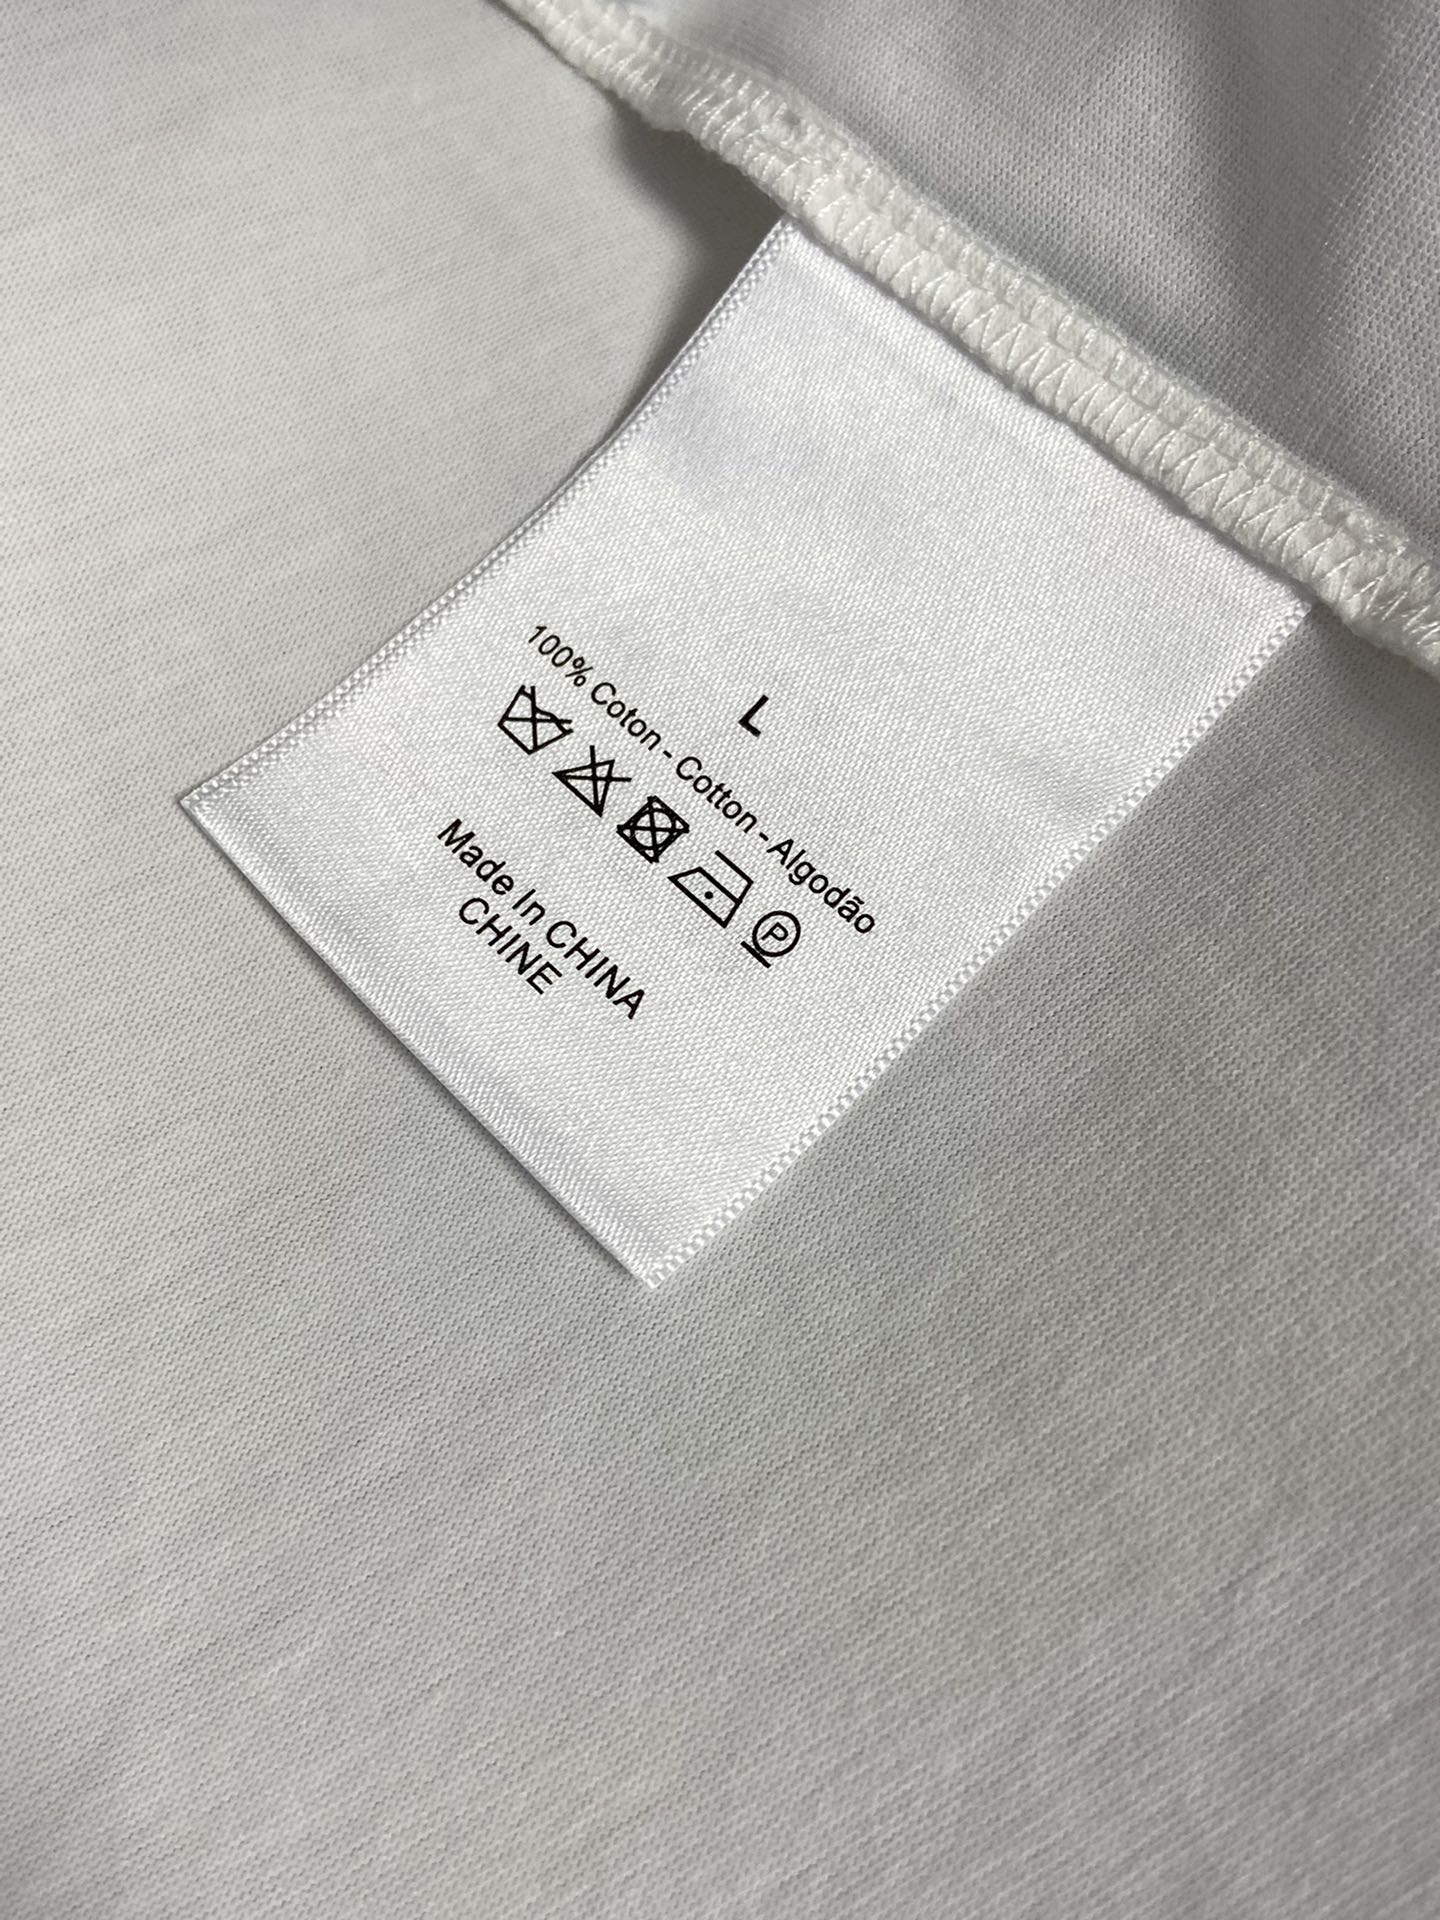 L
100% Coton - Cotton - Algodão
P
Made In CHINA
CHINE